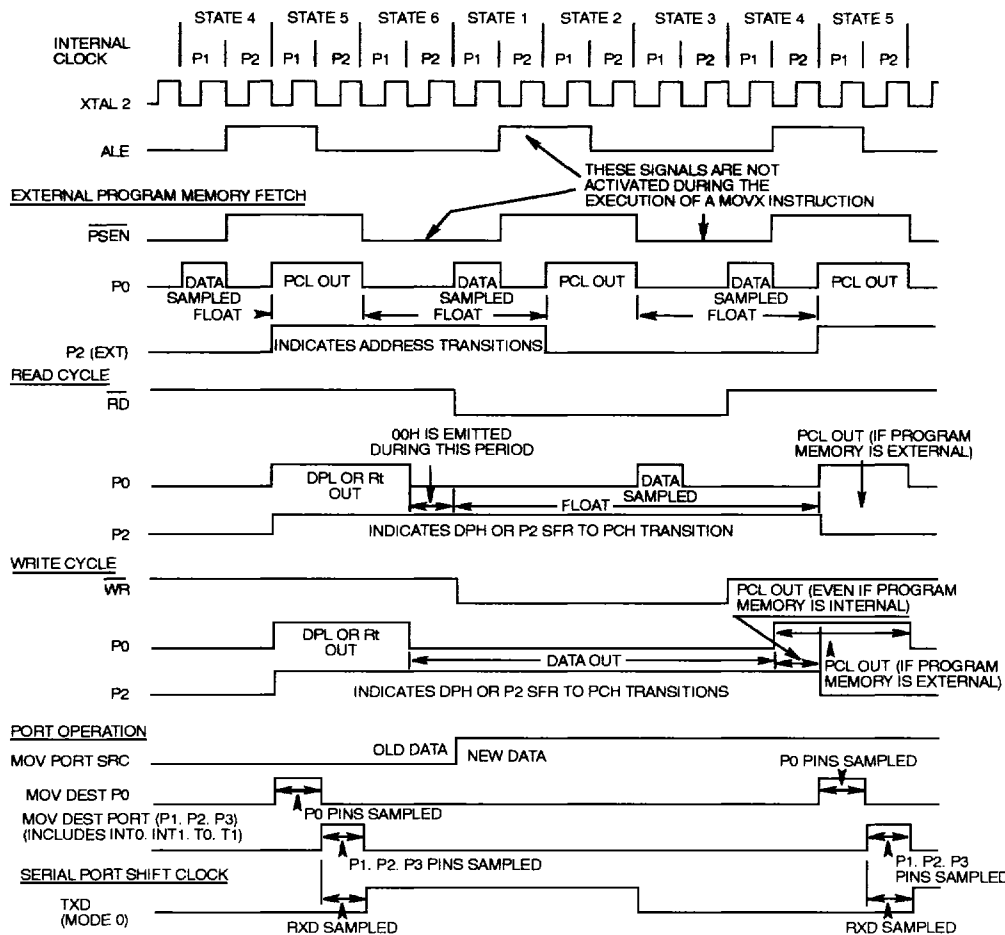 STATE 4 STATE 5 STATE 6 STATE 1 STATE 2 STATE 3 STATE 4 STATE 5
INTERNAL
CLOCK
P1 P2 P1 P2 P1 P2 P1 P2 P1 P2 P1 P2 P1 P2 P1 P2
XTAL 2
ALE
THESE SIGNALS ARE NOT
ACTIVATED DURING THE
EXECUTION OF A MOVX INSTRUCTION
EXTERNAL PROGRAM MEMORY FETCH
PSEN
P0
DATA PCL OUT DATA PCL OUT DATA PCL OUT
SAMPLED SAMPLED SAMPLED
FLOAT FLOAT FLOAT
P2 (EXT)
INDICATES ADDRESS TRANSITIONS
READ CYCLE
RD
00H IS EMITTED
DURING THIS PERIOD
PCL OUT (IF PROGRAM
MEMORY IS EXTERNAL)
P0
DPL OR Rt
OUT
DATA
SAMPLED
FLOAT
P2
INDICATES DPH OR P2 SFR TO PCH TRANSITION
WRITE CYCLE
WR
PCL OUT (EVEN IF PROGRAM
MEMORY IS INTERNAL)
P0
DPL OR Rt
OUT
DATA OUT
PCL OUT (IF PROGRAM
MEMORY IS EXTERNAL)
P2
INDICATES DPH OR P2 SFR TO PCH TRANSITIONS
PORT OPERATION
MOV PORT SRC
OLD DATA NEW DATA
P0 PINS SAMPLED
MOV DEST P0
P0 PINS SAMPLED
MOV DEST PORT (P1. P2. P3)
(INCLUDES INT0. INT1. T0. T1)
P1. P2. P3 PINS SAMPLED
P1. P2. P3
PINS SAMPLED
SERIAL PORT SHIFT CLOCK
TXD
(MODE 0)
RXD SAMPLED RXD SAMPLED